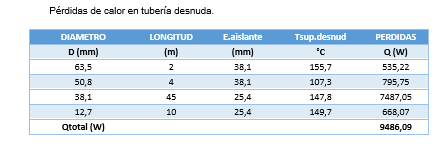 Pérdidas de calor en tubería desnuda.
DIAMETRO LONGITUD E.aislante Tsup.desnud PERDIDAS
D (mm) (m) (mm) °C Q (W)
63,5 2 38,1 155,7 535,22
50,8 4 38,1 107,3 795,75
38,1 45 25,4 147,8 7487,05
12,7 10 25,4 149,7 668,07
Qtotal (W) 9486,09